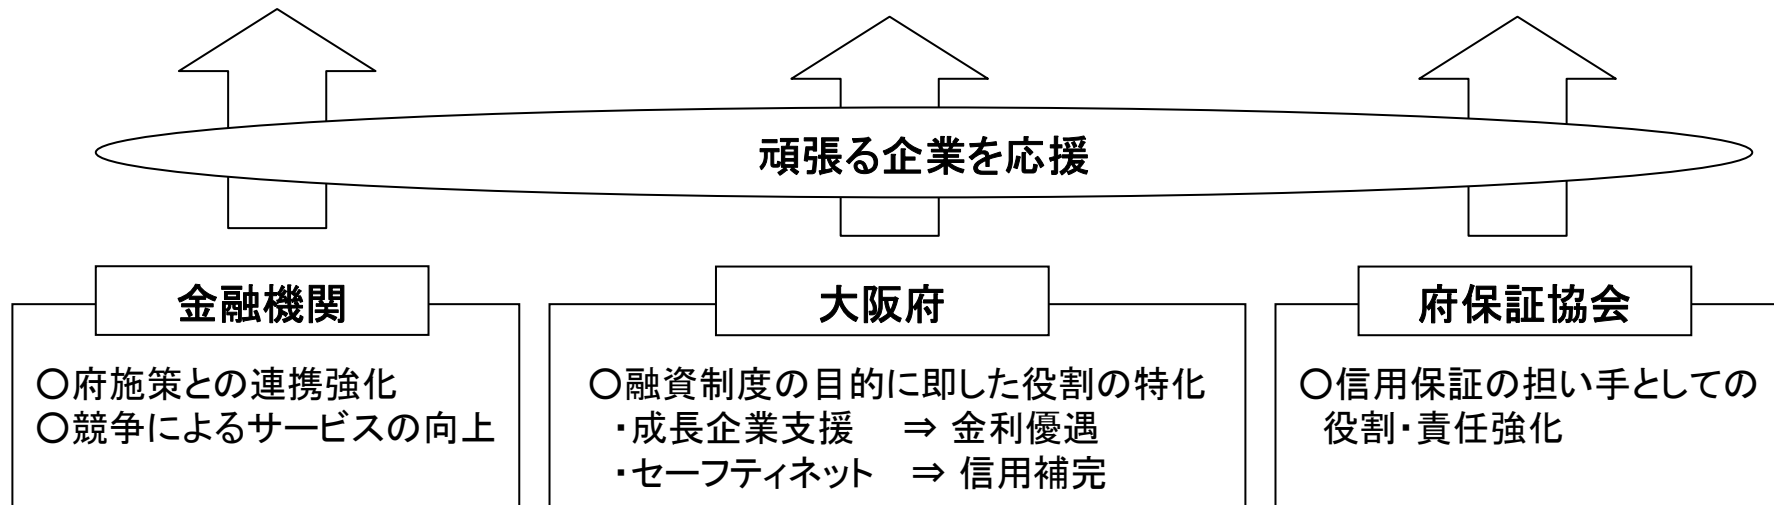 頑張る企業を応援
金融機関
〇府施策との連携強化
〇競争によるサービスの向上
大阪府
〇融資制度の目的に即した役割の特化
・成長企業支援　⇒ 金利優遇
・セーフティネット　⇒ 信用補完
府保証協会
〇信用保証の担い手としての
役割・責任強化